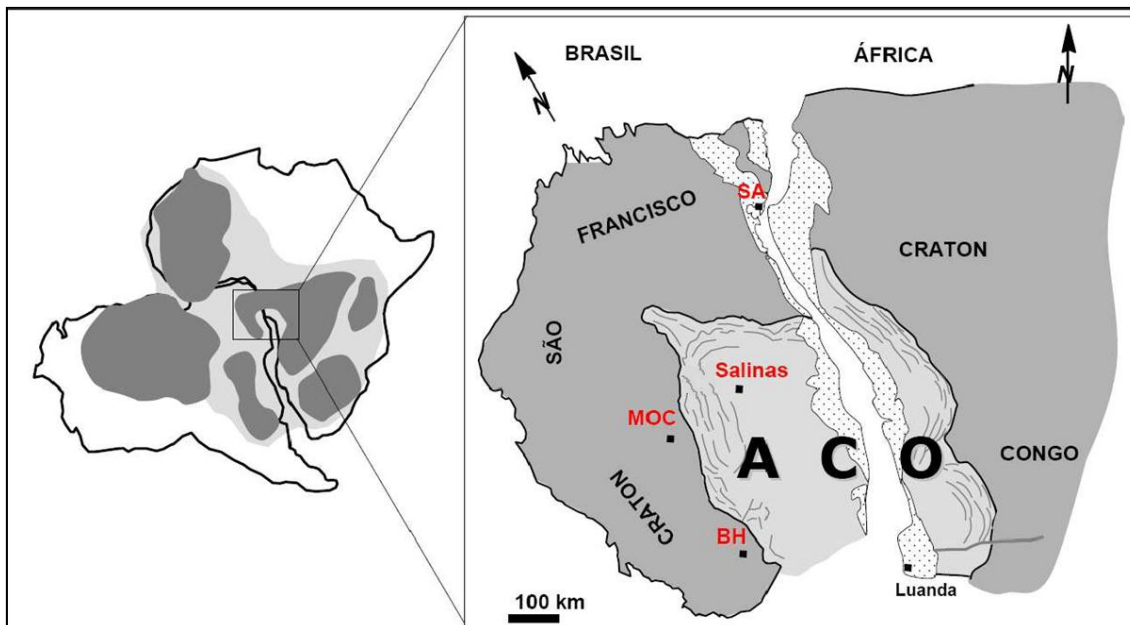 BRASIL
ÁFRICA
N
N
SA
FRANCISCO
CRATON
SÃO
Salinas
MOC
A C O
CONGO
CRATON
BH
Luanda
100 km